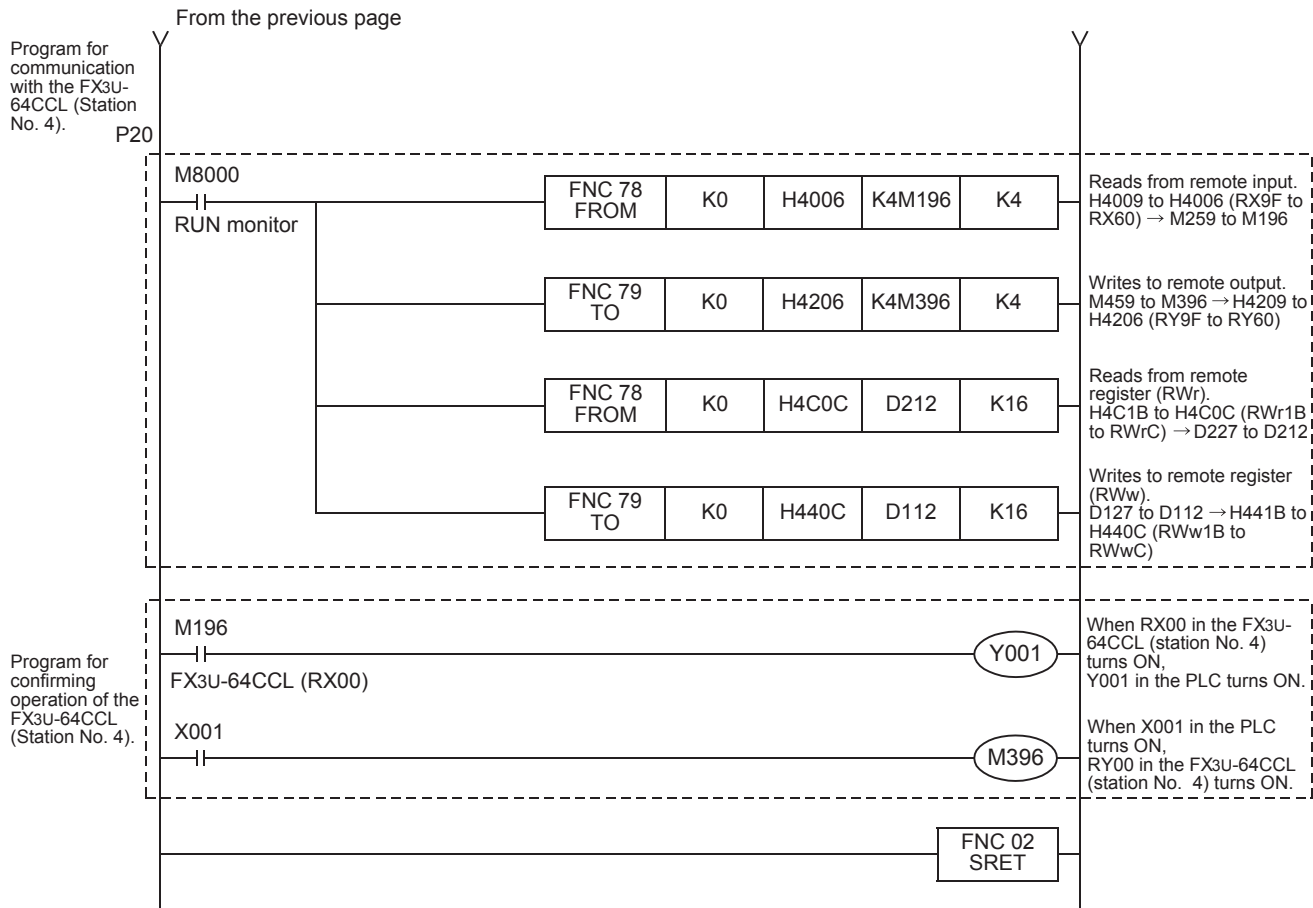 From the previous page
Program for
communication
with the FX3U-
64CCL (Station
No. 4).
P20
M8000
RUN monitor
FNC 78
FROM
K0
H4006
K4M196
K4
Reads from remote input.
H4009 to H4006 (RX9F to
RX60) → M259 to M196
FNC 79
TO
K0
H4206
K4M396
K4
Writes to remote output.
M459 to M396 → H4209 to
H4206 (RY9F to RY60)
FNC 78
FROM
K0
H4C0C
D212
K16
Reads from remote
register (RWr).
H4C1B to H4C0C (RWr1B
to RWrC) → D227 to D212
FNC 79
TO
K0
H440C
D112
K16
Writes to remote register
(RWw).
D127 to D112 → H441B to
H440C (RWw1B to
RWwC)
Program for
confirming
operation of the
FX3U-64CCL
(Station No. 4).
M196
FX3U-64CCL (RX00)
Y001
When RX00 in the FX3U-
64CCL (station No. 4)
turns ON,
Y001 in the PLC turns ON.
X001
M396
When X001 in the PLC
turns ON,
RY00 in the FX3U-64CCL
(station No. 4) turns ON.
FNC 02
SRET